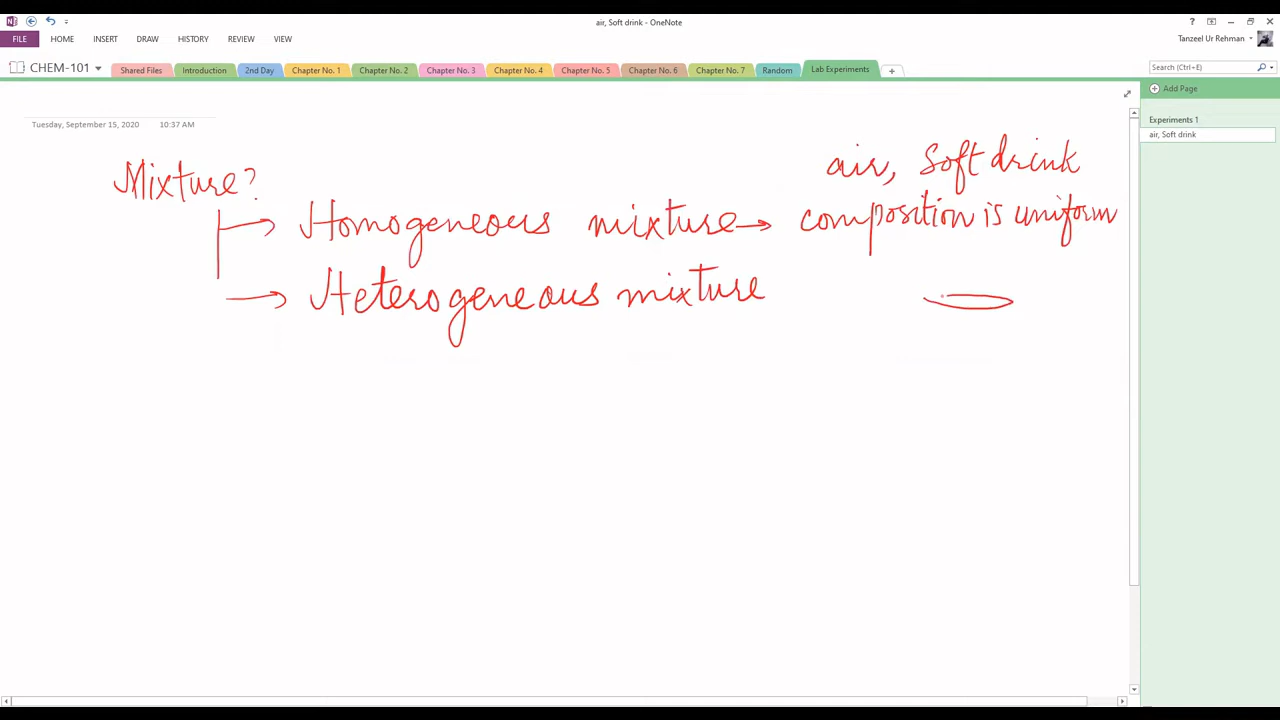 air, Soft drink - OneNote
?
FILE HOME INSERT DRAW HISTORY REVIEW VIEW
Tanzeel Ur Rehman
CHEM-101 Shared Files Introduction 2nd Day Chapter No. 1 Chapter No. 2 Chapter No. 3 Chapter No. 4 Chapter No. 5 Chapter No. 6 Chapter No. 7 Random Lab Experiments
Search (Ctrl+E)
Add Page
Experiments 1
air, Soft drink
Tuesday, September 15, 2020 10:37 AM
air, Soft drink
Mixture?
Homogeneous mixture → composition is uniform
Heterogeneous mixture